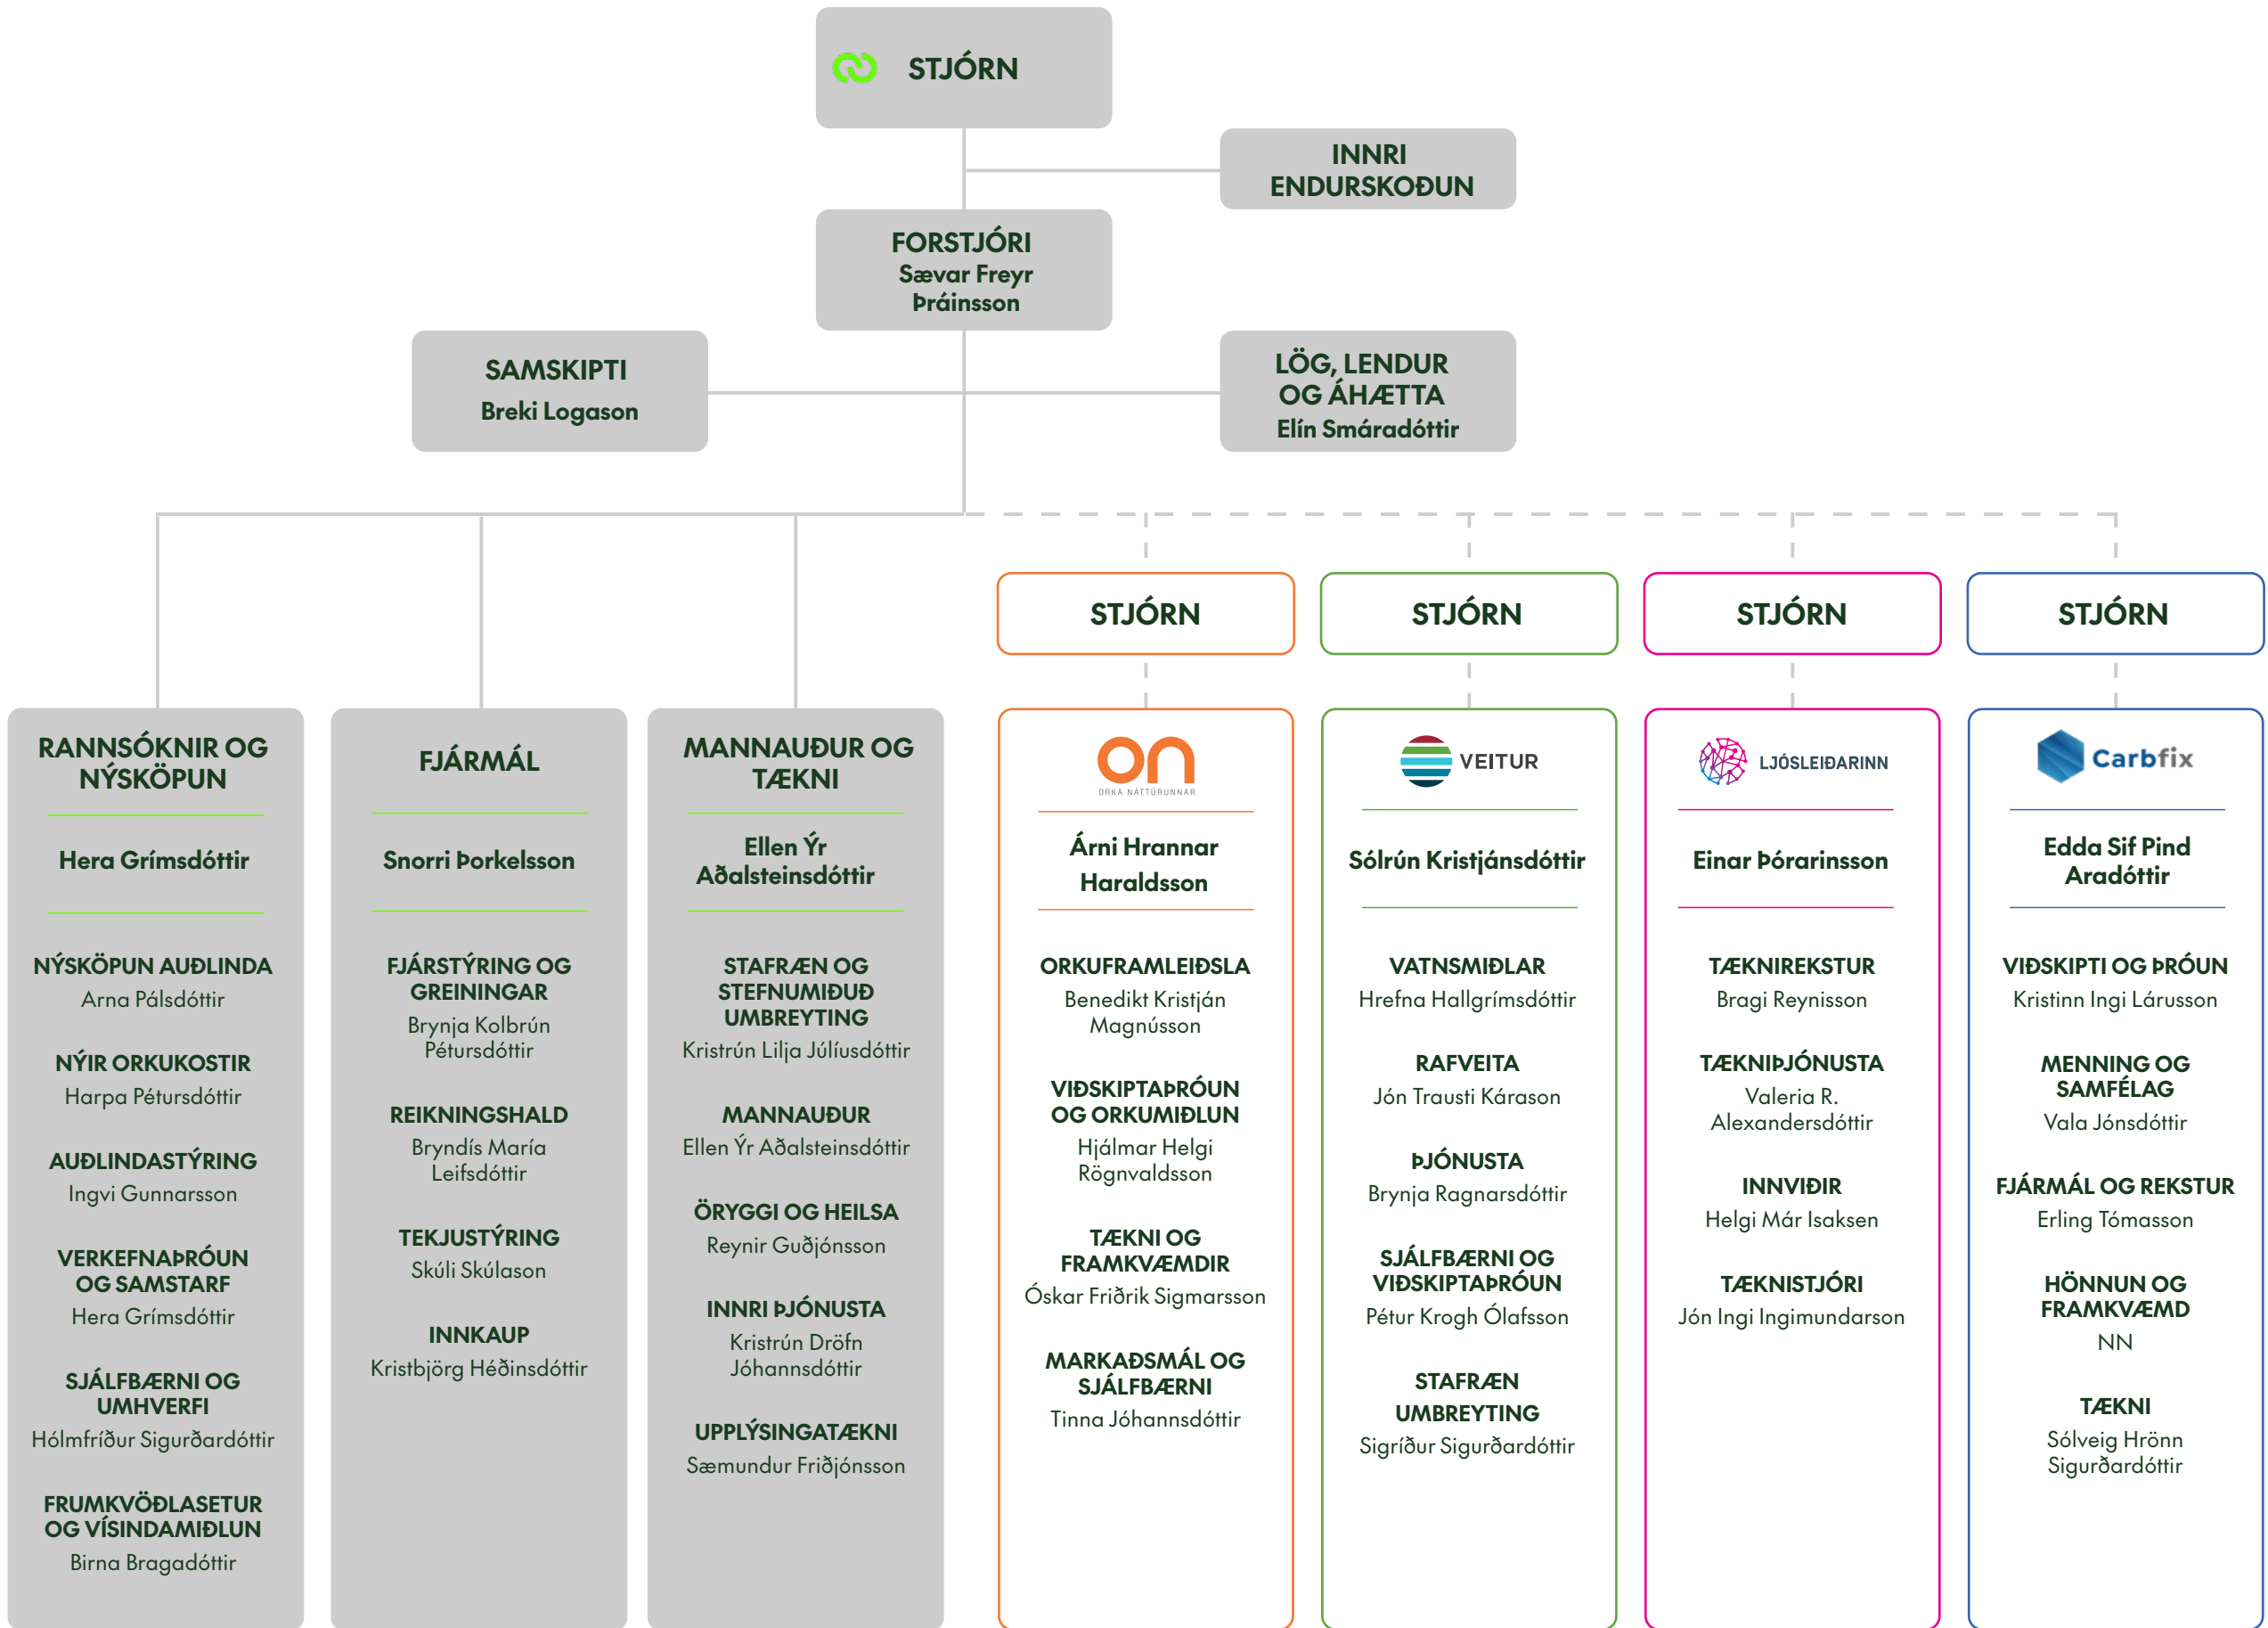 STJÓRN
INNRI
ENDURSKOÐUN
FORSTJÓRI
Sævar Freyr
Þráinsson
SAMSKIPTI
Breki Logason
LÖG, LENDUR
OG ÁHÆTTA
Elín Smáradóttir
STJÓRN
STJÓRN
STJÓRN
STJÓRN
RANNSÓKNIR OG
NÝSKÖPUN
Hera Grímsdóttir
NÝSKÖPUN AUÐLINDA
Arna Pálsdóttir
NÝIR ORKUKOSTIR
Harpa Pétursdóttir
AUÐLINDASTÝRING
Ingvi Gunnarsson
VERKEFNAÞRÓUN
OG SAMSTARF
Hera Grímsdóttir
SJÁLFBÆRNI OG
UMHVERFI
Hólmfríður Sigurðardóttir
FRUMKVÖÐLASETUR
OG VÍSINDAMIÐLUN
Birna Bragadóttir
FJÁRMÁL
Snorri Þorkelsson
FJÁRSTÝRING OG
GREININGAR
Brynja Kolbrún
Pétursdóttir
REIKNINGSHALD
Bryndís María
Leifsdóttir
TEKJUSTÝRING
Skúli Skúlason
INNKAUP
Kristbjörg Héðinsdóttir
MANNAUÐUR OG
TÆKNI
Ellen Ýr
Aðalsteinsdóttir
STAFRÆN OG
STEFNUMIÐUÐ
UMBREYTING
Kristrún Lilja Júlíusdóttir
MANNAUÐUR
Ellen Ýr Aðalsteinsdóttir
ÖRYGGI OG HEILSA
Reynir Guðjónsson
INNRI ÞJÓNUSTA
Kristrún Dröfn
Jóhannsdóttir
UPPLÝSINGATÆKNI
Sæmundur Friðjónsson
on
ORKA NÁTTÚRUNNAR
Árni Hrannar
Haraldsson
ORKUFRAMLEIÐSLA
Benedikt Kristján
Magnússon
VIÐSKIPTAÞRÓUN
OG ORKUMIÐLUN
Hjálmar Helgi
Rögnvaldsson
TÆKNI OG
FRAMKVÆMDIR
Óskar Friðrik Sigmarsson
MARKAÐSMÁL OG
SJÁLFBÆRNI
Tinna Jóhannsdóttir
VEITUR
Sólrún Kristjánsdóttir
VATNSMIÐLAR
Hrefna Hallgrímsdóttir
RAFVEITA
Jón Trausti Kárason
ÞJÓNUSTA
Brynja Ragnarsdóttir
SJÁLFBÆRNI OG
VIÐSKIPTAÞRÓUN
Pétur Krogh Ólafsson
STAFRÆN
UMBREYTING
Sigríður Sigurðardóttir
LJÓSLEIÐARINN
Einar Þórarinsson
TÆKNIREKSTUR
Bragi Reynisson
TÆKNIÞJÓNUSTA
Valeria R.
Alexandersdóttir
INNVIÐIR
Helgi Már Isaksen
TÆKNISTJÓRI
Jón Ingi Ingimundarson
Carbfix
Edda Sif Pind
Aradóttir
VIÐSKIPTI OG ÞRÓUN
Kristinn Ingi Lárusson
MENNING OG
SAMFÉLAG
Vala Jónsdóttir
FJÁRMÁL OG REKSTUR
Erling Tómasson
HÖNNUN OG
FRAMKVÆMD
NN
TÆKNI
Sólveig Hrönn
Sigurðardóttir